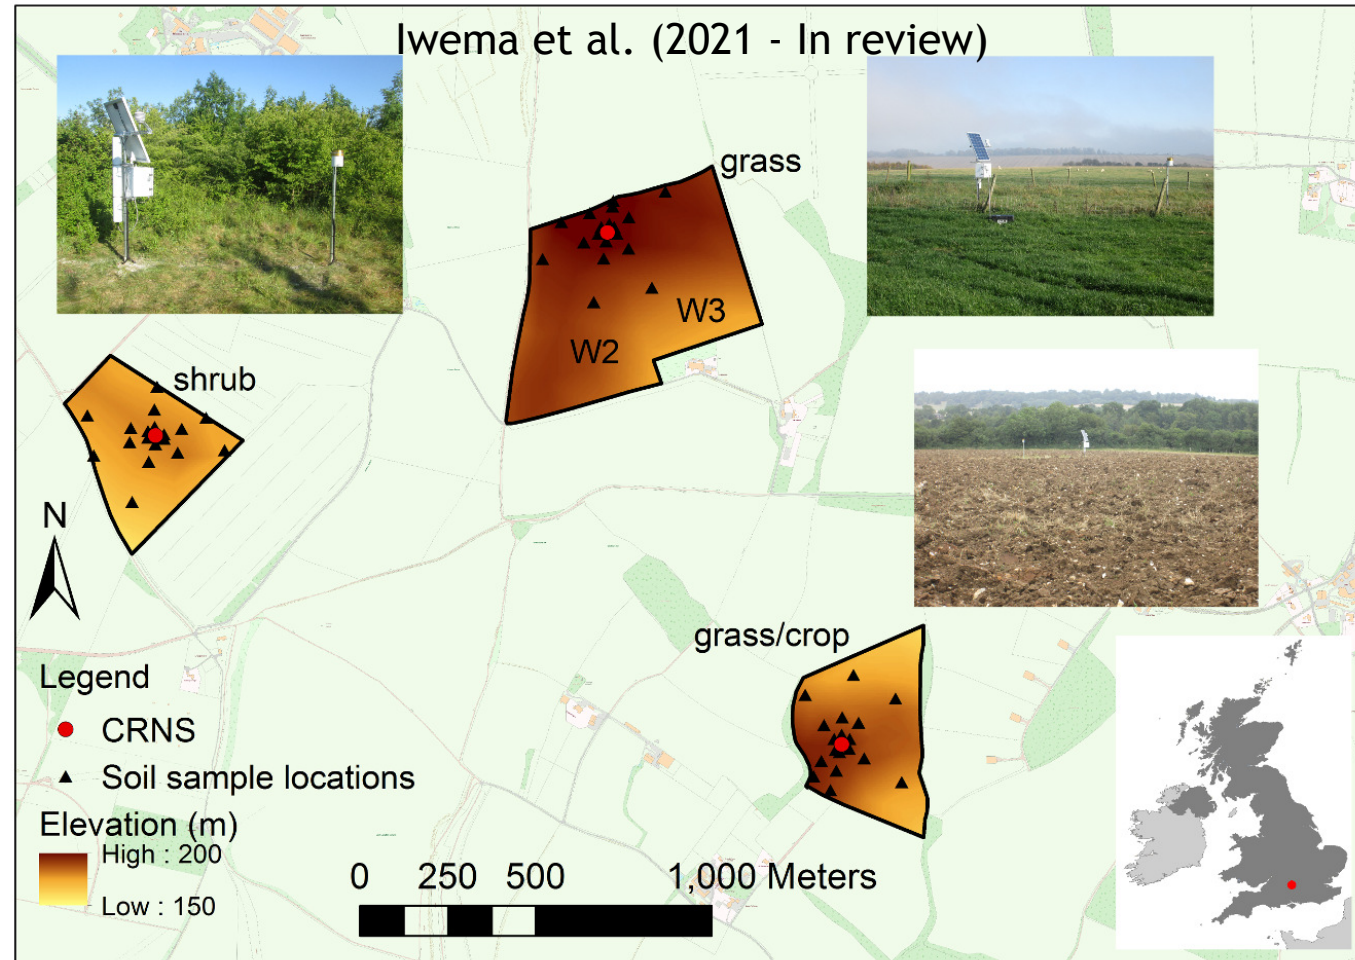 Iwema et al. (2021 - In review)
grass
W3
W2
shrub
N
grass/crop
Legend
CRNS
Soil sample locations
Elevation (m)
High : 200
Low : 150
0 250 500 1,000 Meters